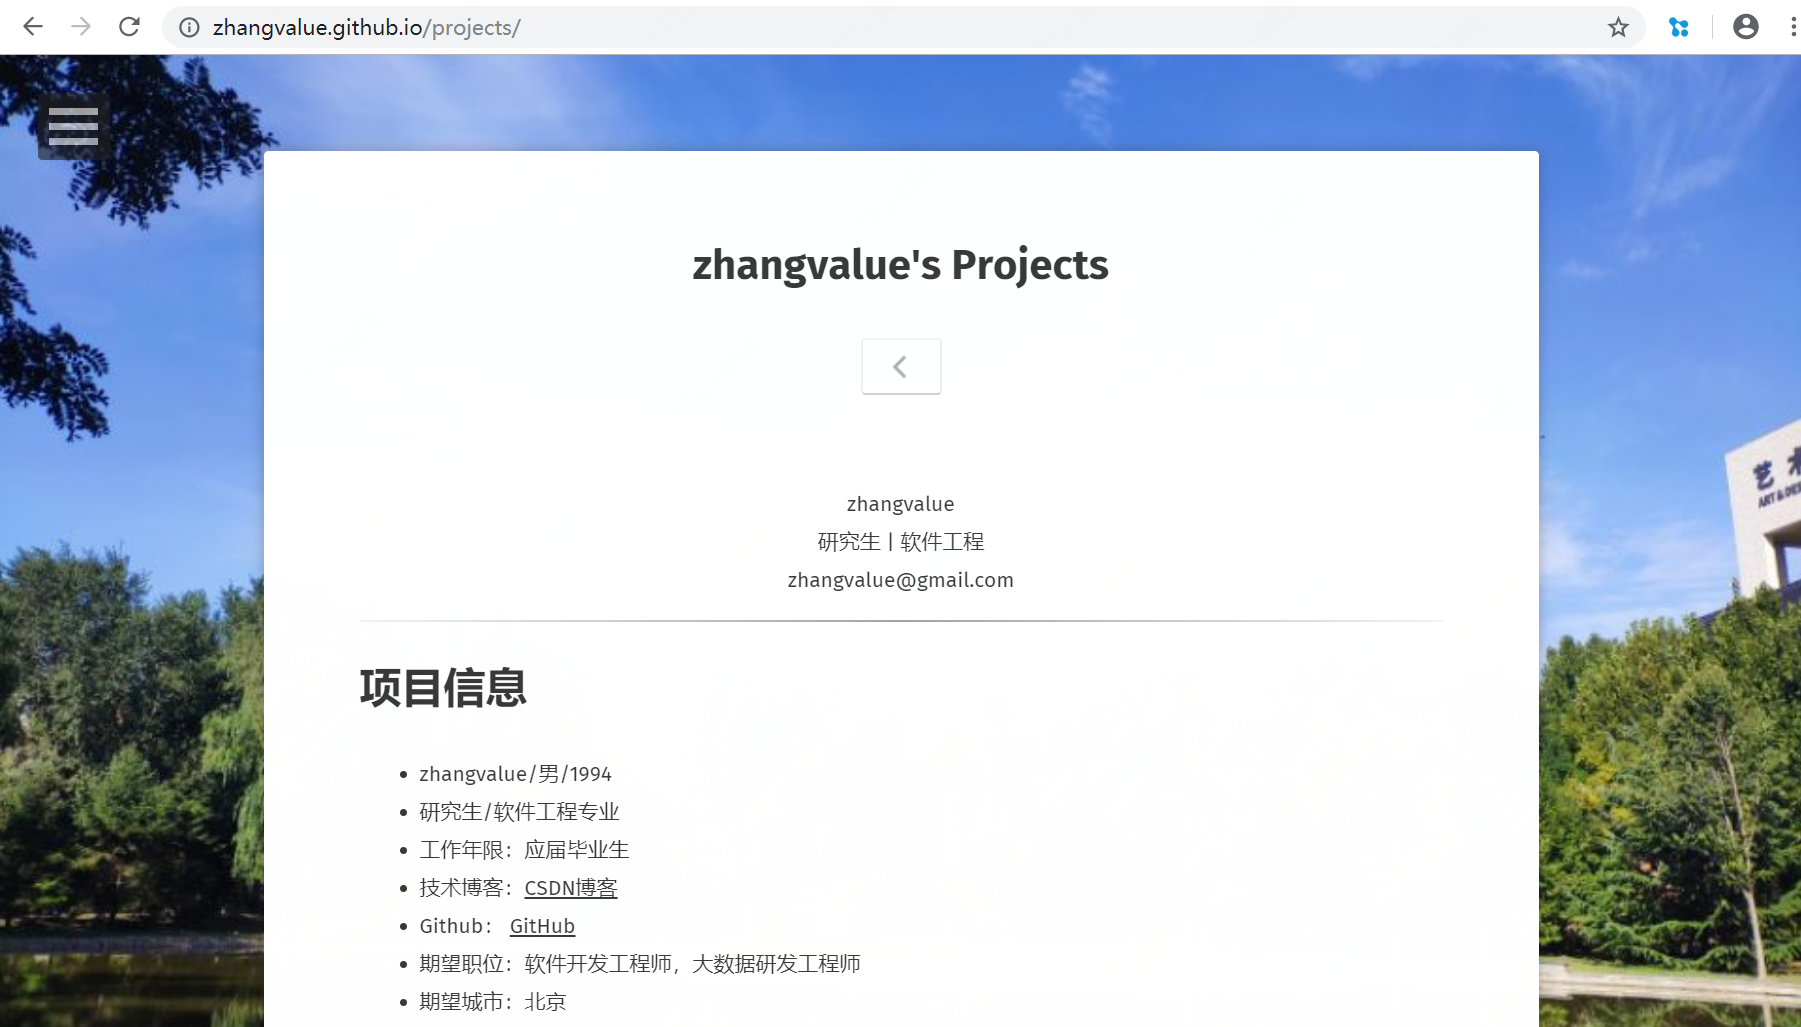 zhangvalue.github.io/projects/
zhangvalue's Projects
zhangvalue
研究生 | 软件工程
zhangvalue@gmail.com
项目信息
zhangvalue/男/1994
研究生/软件工程专业
工作年限：应届毕业生
技术博客：CSDN博客
Github： GitHub
期望职位：软件开发工程师，大数据研发工程师
期望城市：北京
艺
ART & DE